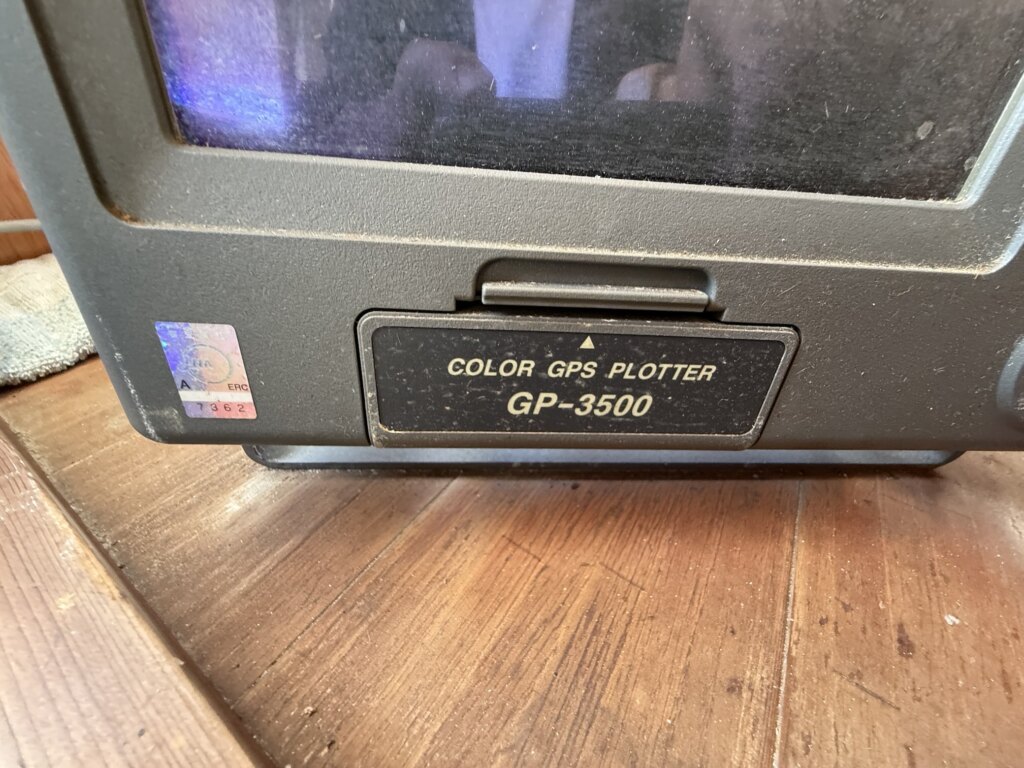 COLOR GPS PLOTTER
GP-3500
A
ERC
7362